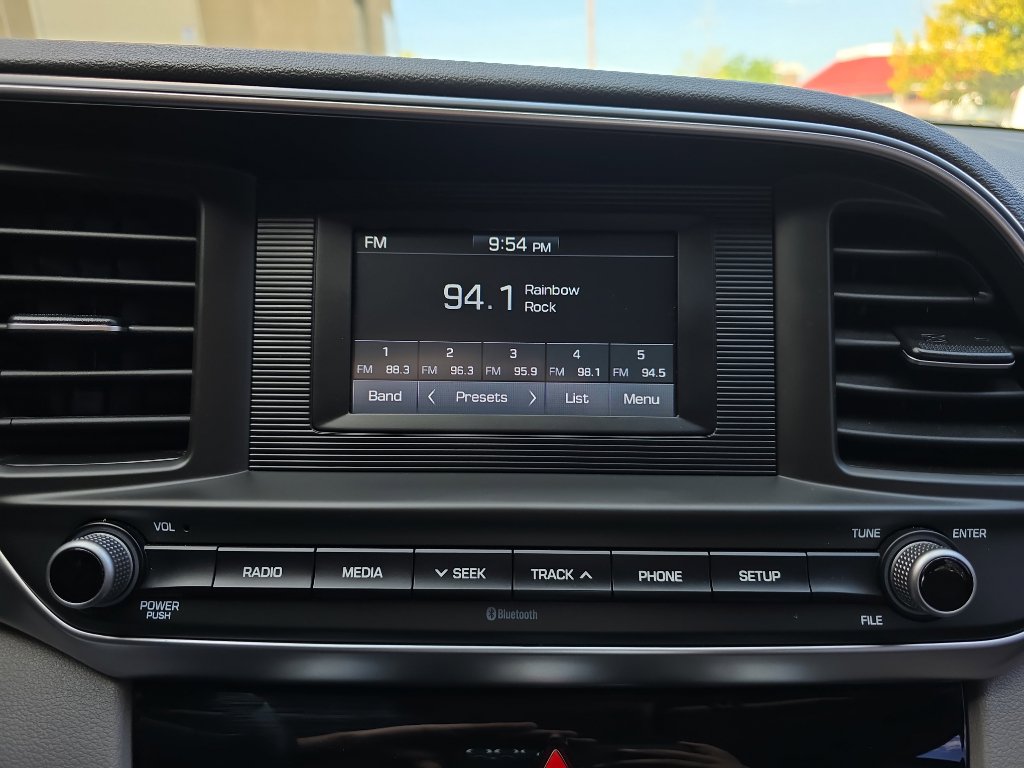 FM 9:54 PM
94.1 Rainbow
Rock
1 2 3 4 5
FM 88.3 FM 96.3 FM 95.9 FM 98.1 FM 94.5
Band Presets List Menu
VOL TUNE ENTER
RADIO MEDIA SEEK TRACK PHONE SETUP
POWER
PUSH
Bluetooth
FILE